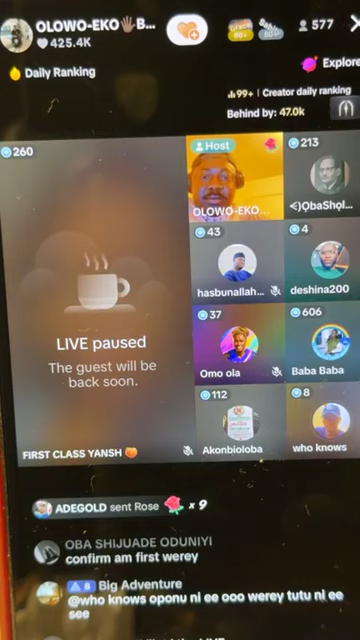 OLOWO-EKO🖐🏿B...
425.4K
577
Daily Ranking
Explore
99+ | Creator daily ranking
Behind by: 47.0k
260
Host
213
OLOWO-EKO...
<)ObaShol...
43
4
hasbunallah...
deshina200
LIVE paused
The guest will be
back soon.
37
606
Omo ola
Baba Baba
112
8
FIRST CLASS YANSH 🍑
Akonbioloba
who knows
ADEGOLD sent Rose 🌹 x 9
OBA SHIJUADE ODUNIYI
confirm am first werey
8 Big Adventure
@who knows oponu ni ee ooo werey tutu ni ee
see